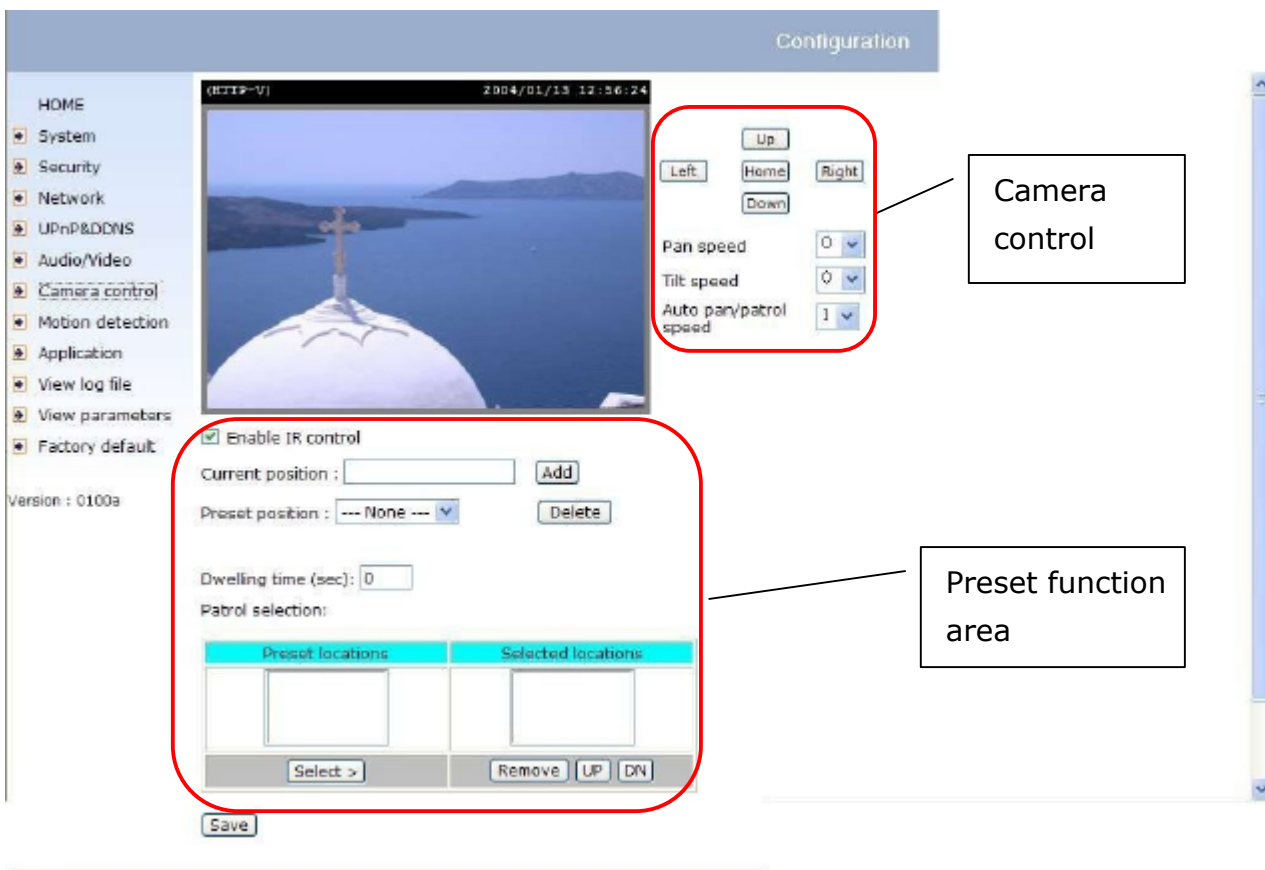 Configuration
(HTTP-V) 2004/01/13 12:56:24
HOME
System
Security
Network
UPnP&DDNS
Audio/Video
Camera control
Motion detection
Application
View log file
View parameters
Factory default
Version : 0100a
Up
Left Home Right
Down
Pan speed 0
Tilt speed 0
Auto pan/patrol
speed 1
Camera
control
Enable IR control
Current position : Add
Preset position : --- None --- Delete
Dwelling time (sec): 0
Patrol selection:
Preset locations Selected locations
Select > Remove UP DN
Save
Preset function
area